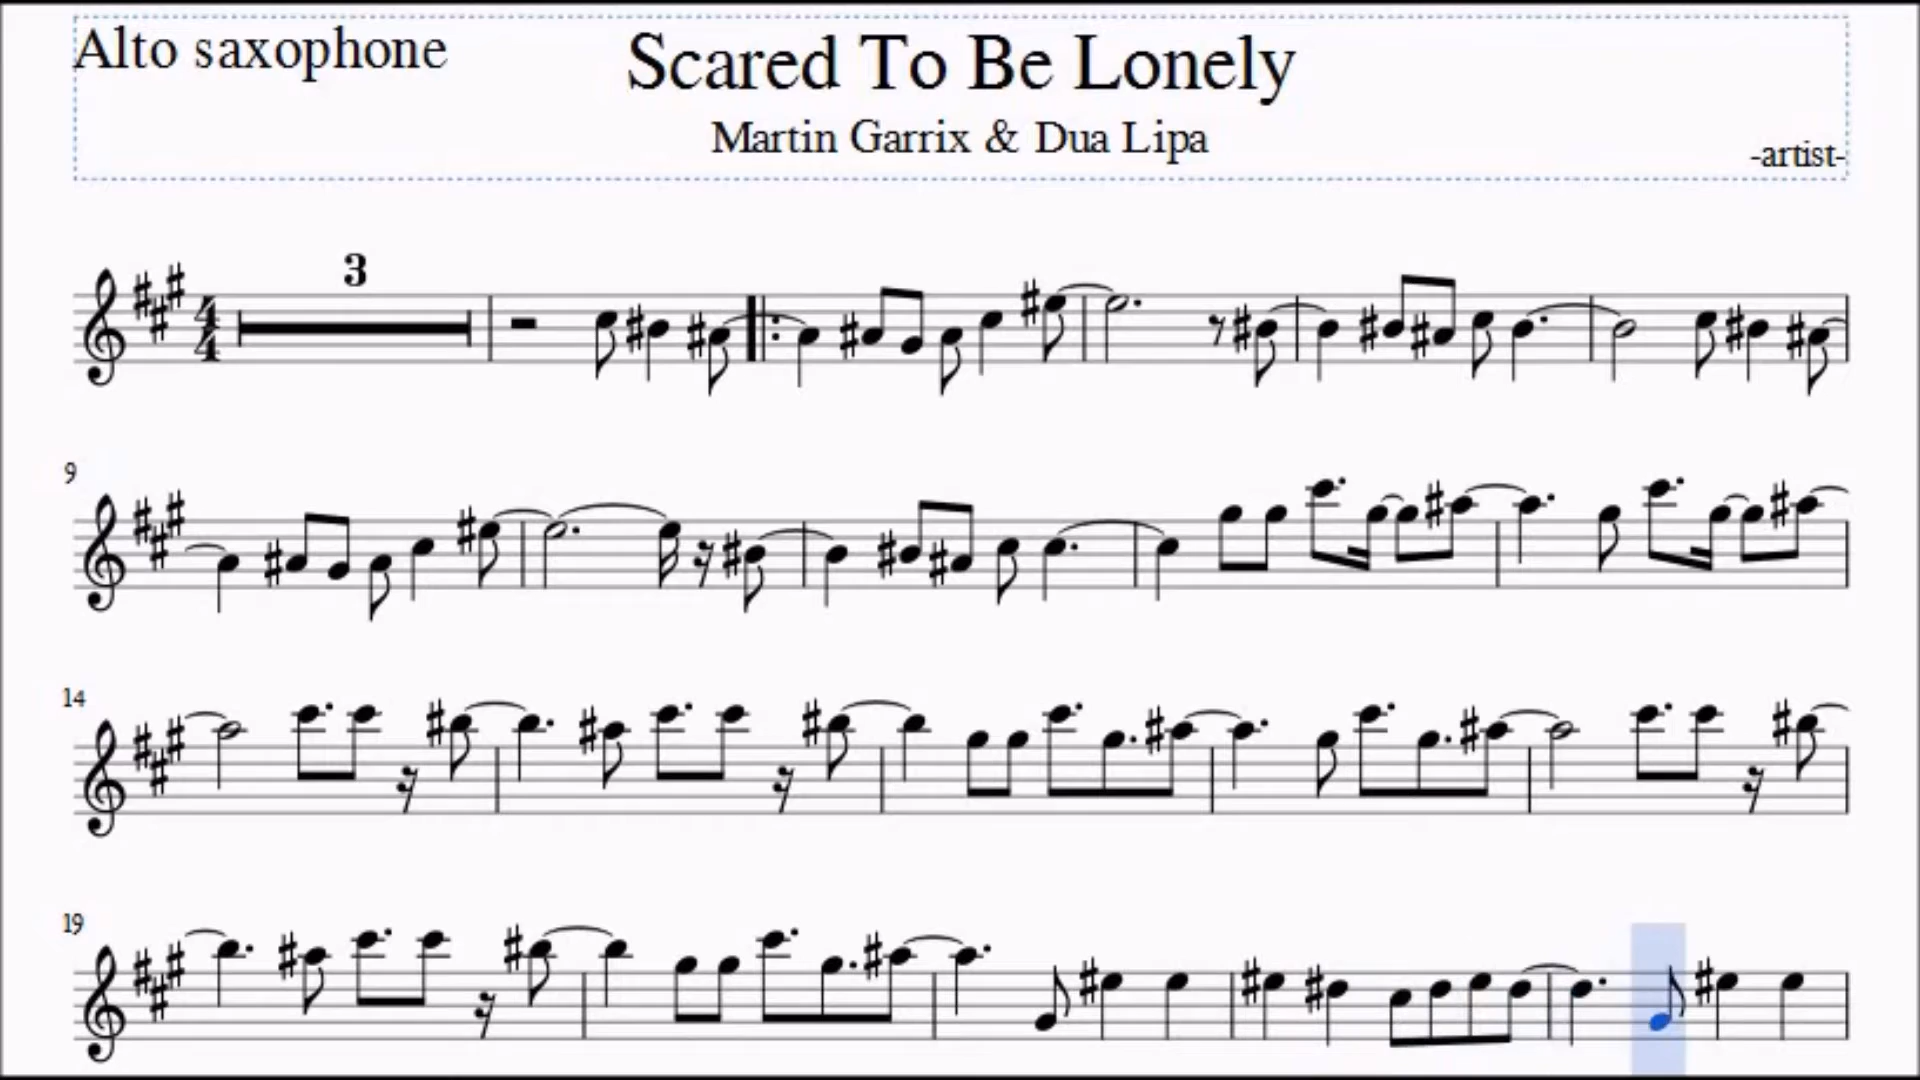 Alto saxophone
Scared To Be Lonely
Martin Garrix & Dua Lipa
-artist-
3
4
4
9
14
19